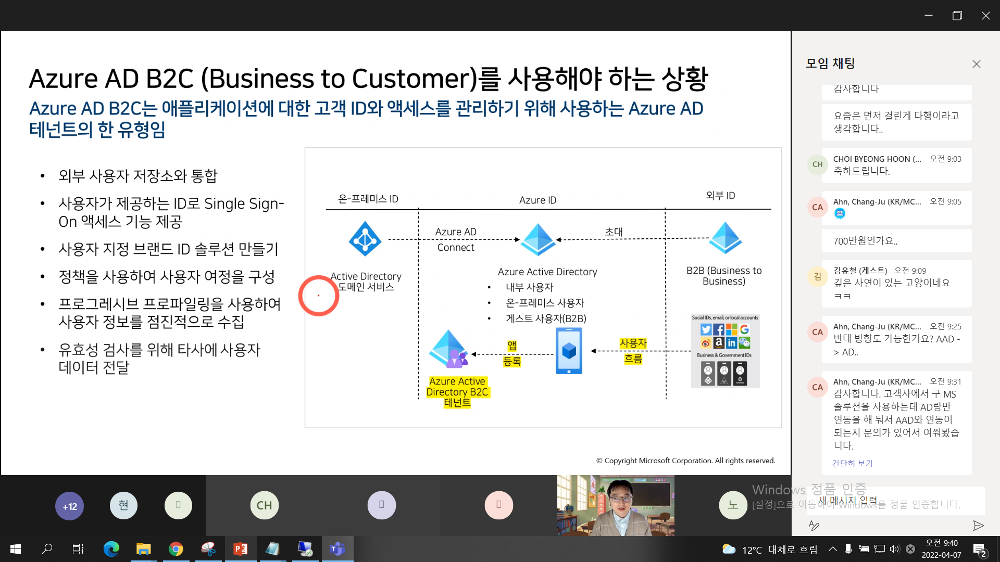 Azure AD B2C (Business to Customer)를 사용해야 하는 상황
Azure AD B2C는 애플리케이션에 대한 고객 ID와 액세스를 관리하기 위해 사용하는 Azure AD
테넌트의 한 유형임
• 외부 사용자 저장소와 통합
• 사용자가 제공하는 ID로 Single Sign-
On 액세스 기능 제공
• 사용자 지정 브랜드 ID 솔루션 만들기
• 정책을 사용하여 사용자 여정을 구성
• 프로그레시브 프로파일링을 사용하여
사용자 정보를 점진적으로 수집
• 유효성 검사를 위해 타사에 사용자
데이터 전달
온-프레미스 ID
Azure ID
외부 ID
Azure AD
Connect
초대
Active Directory
도메인 서비스
Azure Active Directory
• 내부 사용자
• 온-프레미스 사용자
• 게스트 사용자(B2B)
B2B (Business to
Business)
앱
등록
사용자
흐름
Social IDs, email, or local accounts
Business & Government IDs
Azure Active
Directory B2C
테넌트
© Copyright Microsoft Corporation. All rights reserved.
모임 채팅
감사합니다
요즘은 먼저 걸린게 다행이라고
생각합니다..
CH
CHOI BYEONG HOON (... 오전 9:03
축하드립니다.
CA
Ahn, Chang-Ju (KR/MC... 오전 9:05
700만원인가요..
김
김유철 (게스트) 오전 9:09
깊은 사연이 있는 고양이네요
ㅋㅋ
CA
Ahn, Chang-Ju (KR/MC... 오전 9:25
반대 방향도 가능한가요? AAD -
> AD..
CA
Ahn, Chang-Ju (KR/MC... 오전 9:31
감사합니다. 고객사에서 구 MS
솔루션을 사용하는데 AD랑만
연동을 해 둬서 AAD와 연동이
되는지 문의가 있어서 여쭤봤습
니다.
간단히 보기
새 메시지 입력
Windows 정품 인증
[설정]으로 이동하여 Windows를 정품 인증합니다.
+12
현
CH
노
12°C 대체로 흐림
오전 9:40
2022-04-07
2